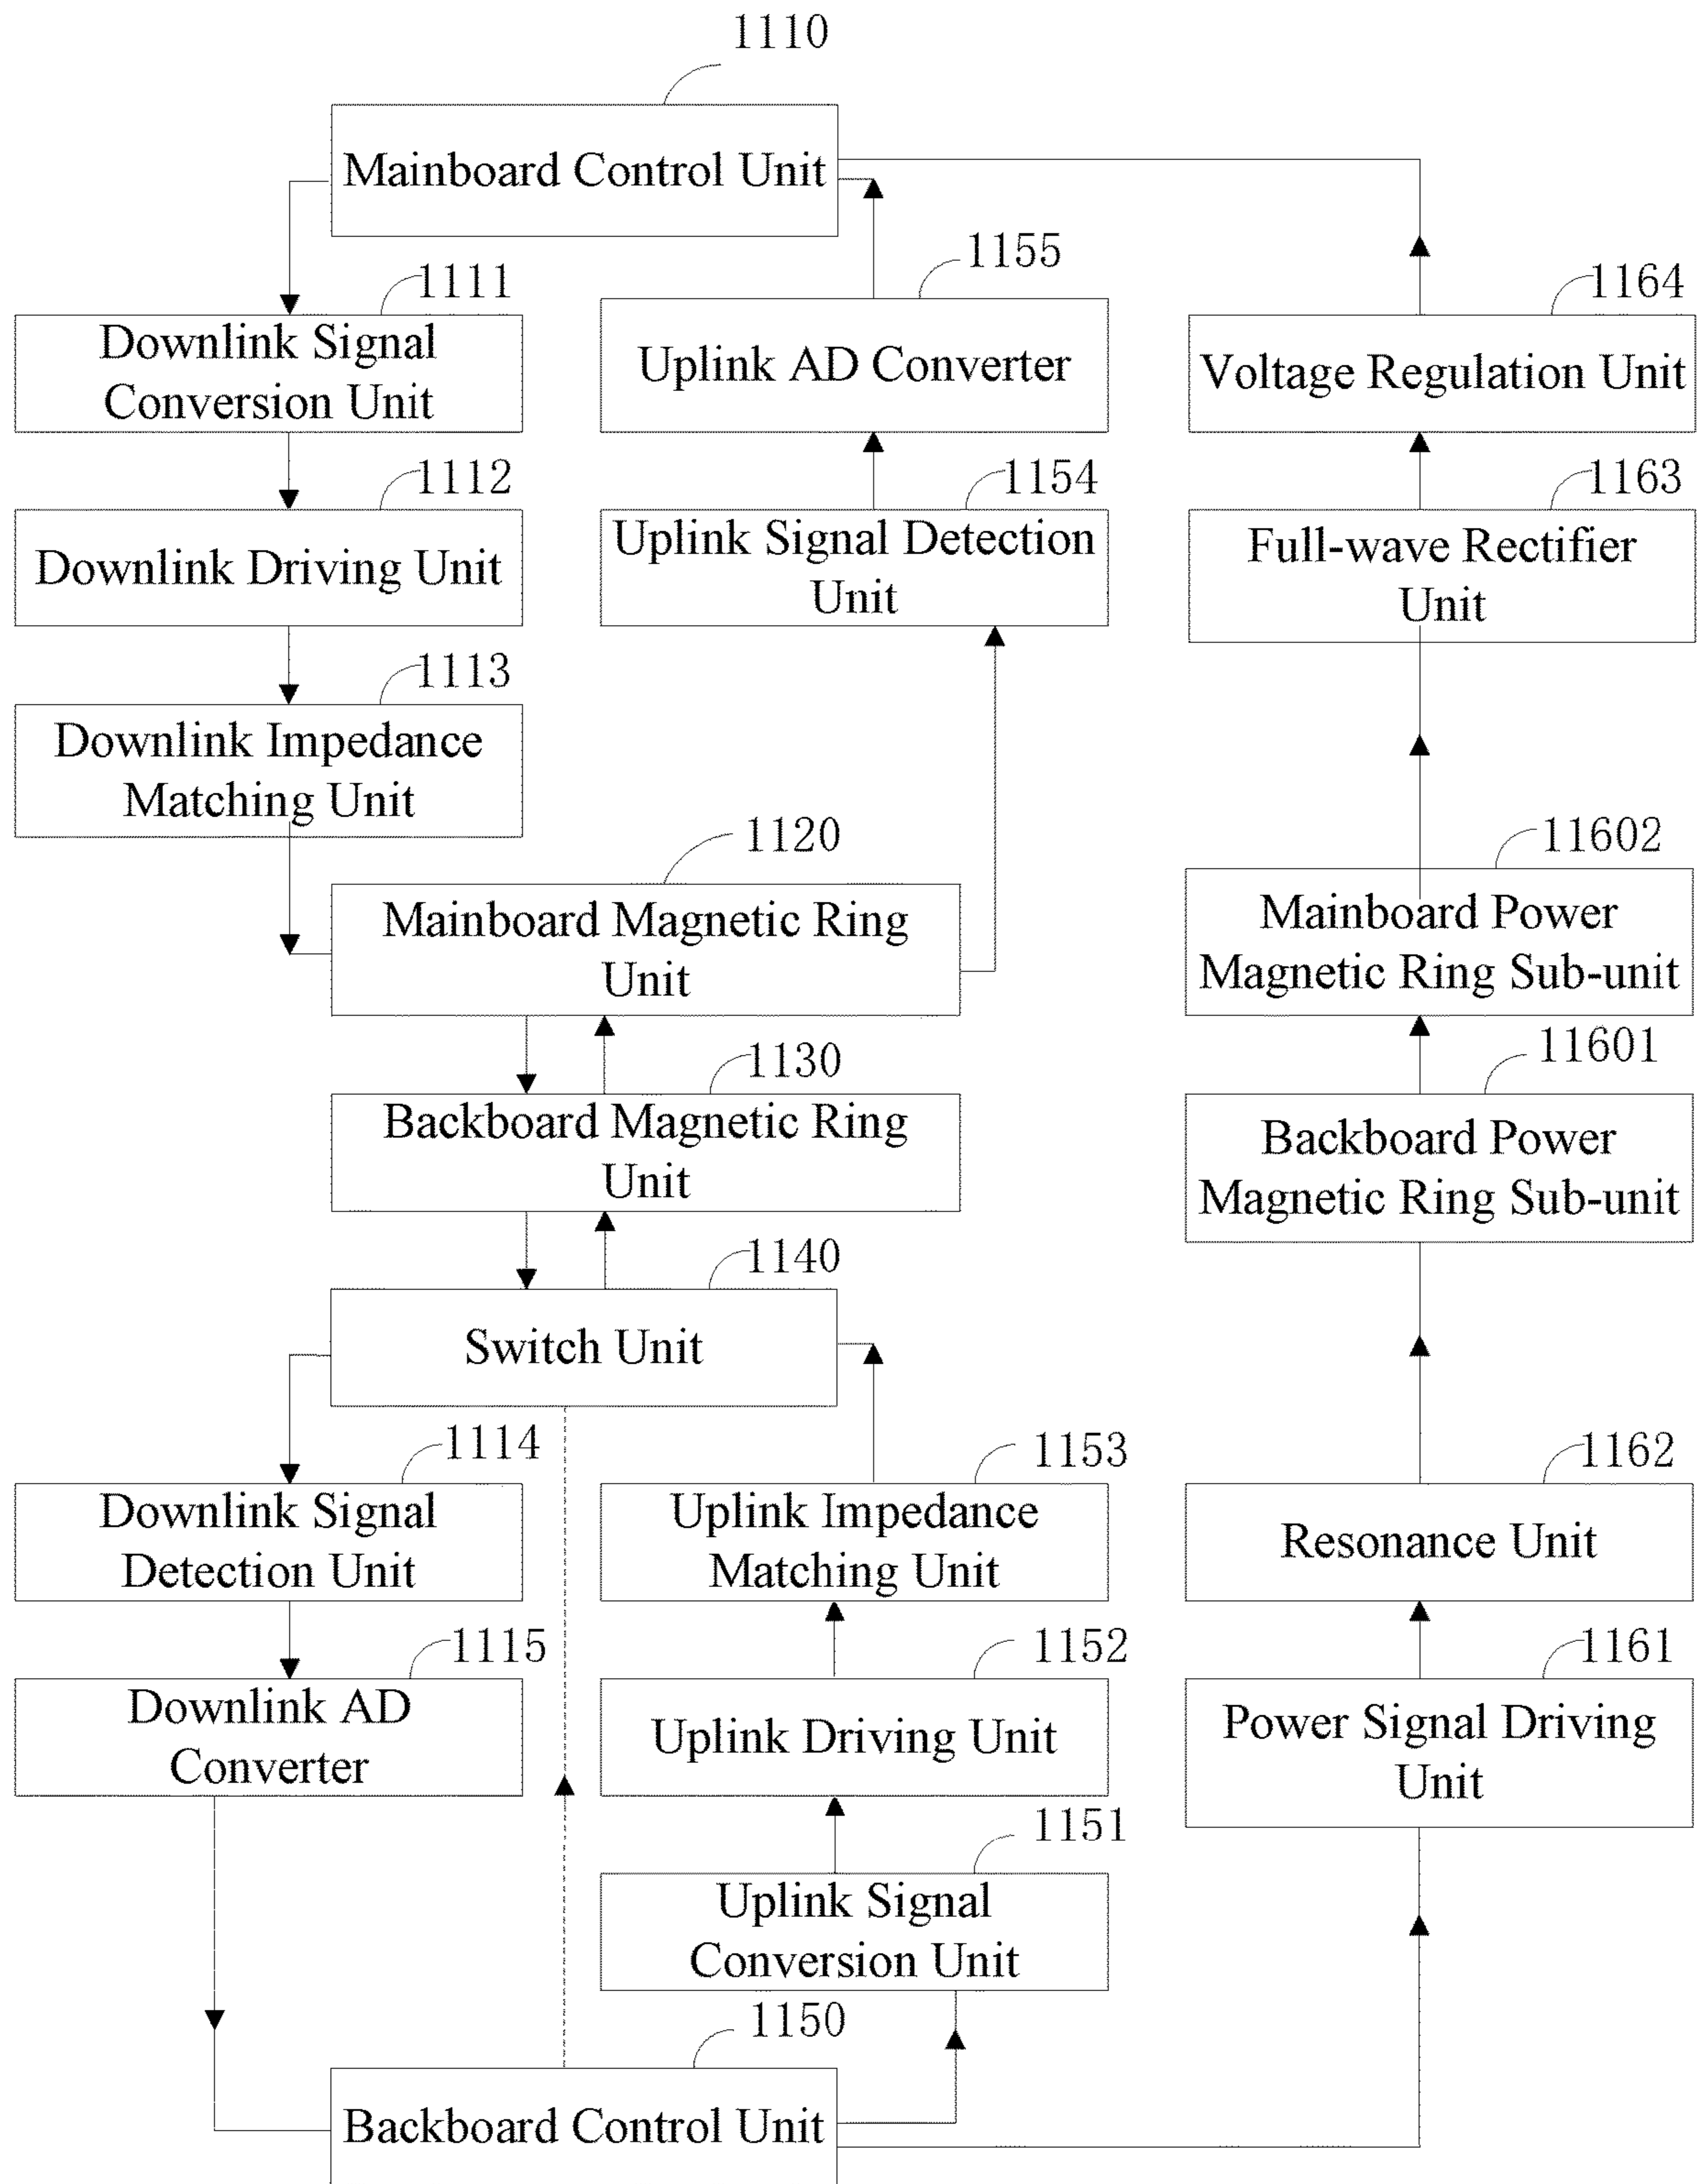 1110
Mainboard Control Unit
1155
1111
1164
Downlink Signal
Conversion Unit
Uplink AD Converter
Voltage Regulation Unit
1112
1154
1163
Downlink Driving Unit
Uplink Signal Detection
Unit
Full-wave Rectifier
Unit
1113
Downlink Impedance
Matching Unit
1120
11602
Mainboard Magnetic Ring
Unit
Mainboard Power
Magnetic Ring Sub-unit
1130
11601
Backboard Magnetic Ring
Unit
Backboard Power
Magnetic Ring Sub-unit
1140
Switch Unit
1114
1153
1162
Downlink Signal
Detection Unit
Uplink Impedance
Matching Unit
Resonance Unit
1115
1152
1161
Downlink AD
Converter
Uplink Driving Unit
Power Signal Driving
Unit
1151
Uplink Signal
Conversion Unit
1150
Backboard Control Unit